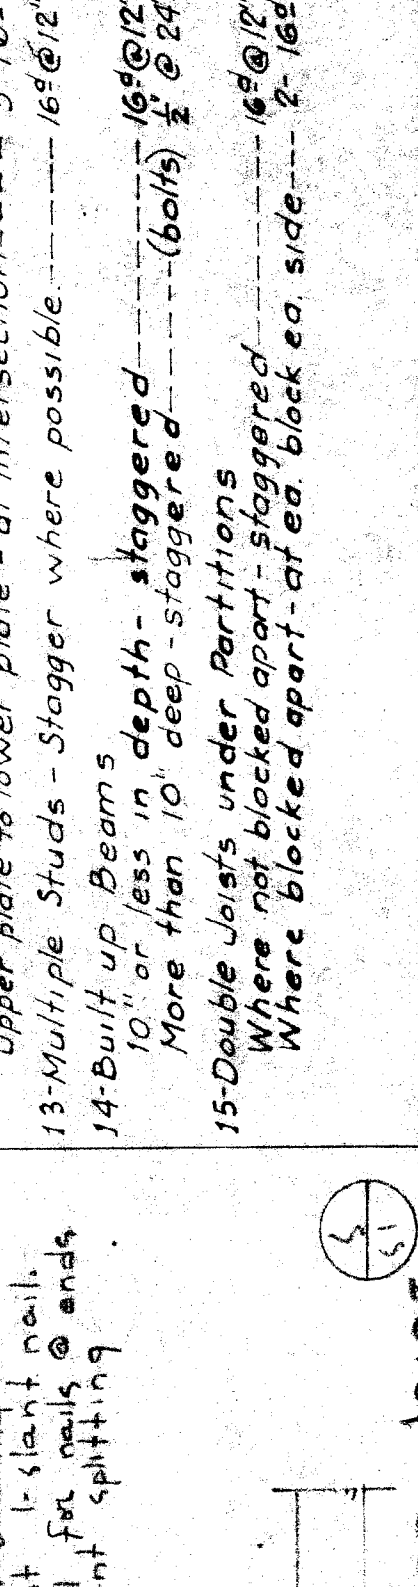 upper plate to lower plate - at intersection
13-Multiple Studs - Stagger where possible.------ 16d@12"
14-Built up Beams
10" or less in depth- staggered------- 16d@12"
More than 10" deep-staggered-----(bolts) 1/2" @ 24
15-Double Joists under Partitions
Where not blocked apart-staggered-------- 16d@12"
Where blocked apart-at ea. block ea. side--- 2-16d
1-slant nail.
for nails @ ends
splitting
S1